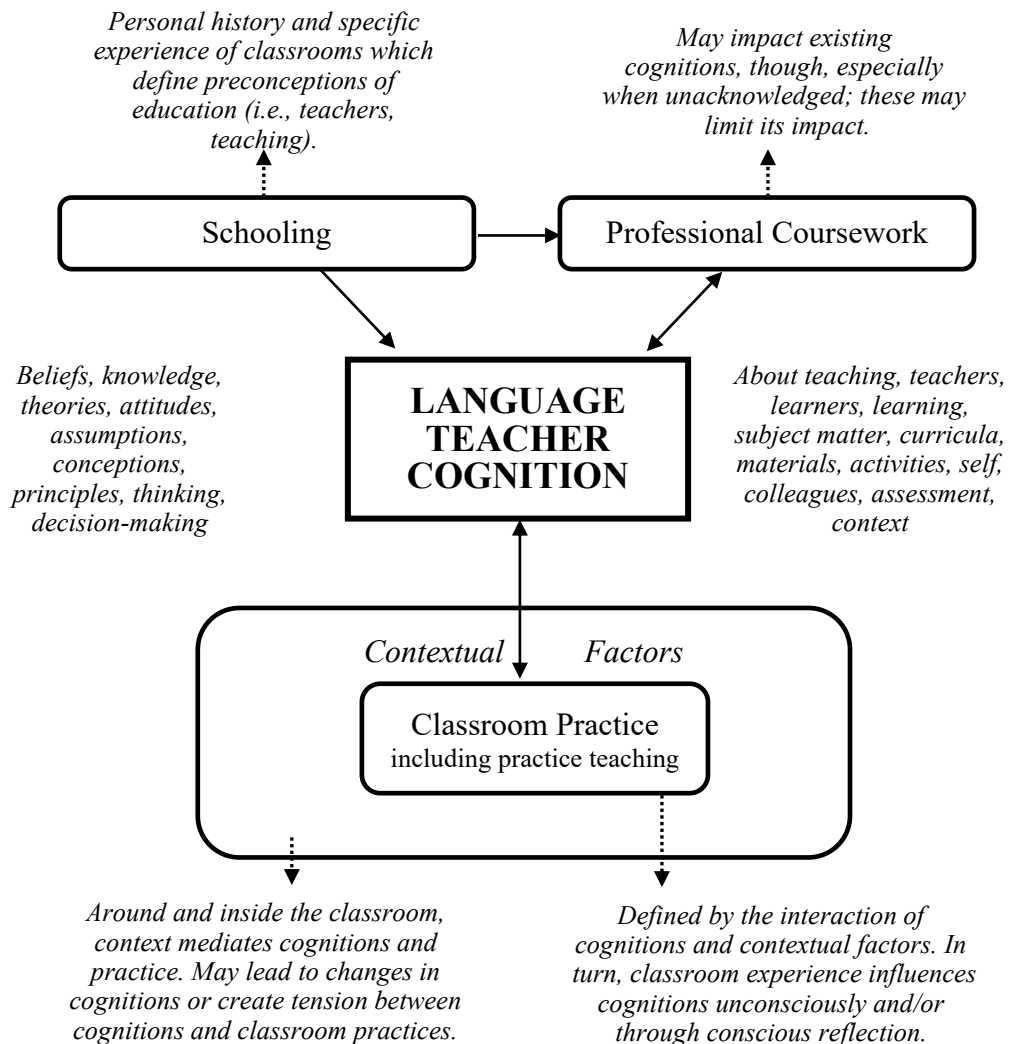 Personal history and specific
experience of classrooms which
define preconceptions of
education (i.e., teachers,
teaching).
May impact existing
cognitions, though, especially
when unacknowledged; these may
limit its impact.
Schooling
Professional Coursework
Beliefs, knowledge,
theories, attitudes,
assumptions,
conceptions,
principles, thinking,
decision-making
LANGUAGE
TEACHER
COGNITION
About teaching, teachers,
learners, learning,
subject matter, curricula,
materials, activities, self,
colleagues, assessment,
context
Contextual Factors
Classroom Practice
including practice teaching
Around and inside the classroom,
context mediates cognitions and
practice. May lead to changes in
cognitions or create tension between
cognitions and classroom practices.
Defined by the interaction of
cognitions and contextual factors. In
turn, classroom experience influences
cognitions unconsciously and/or
through conscious reflection.